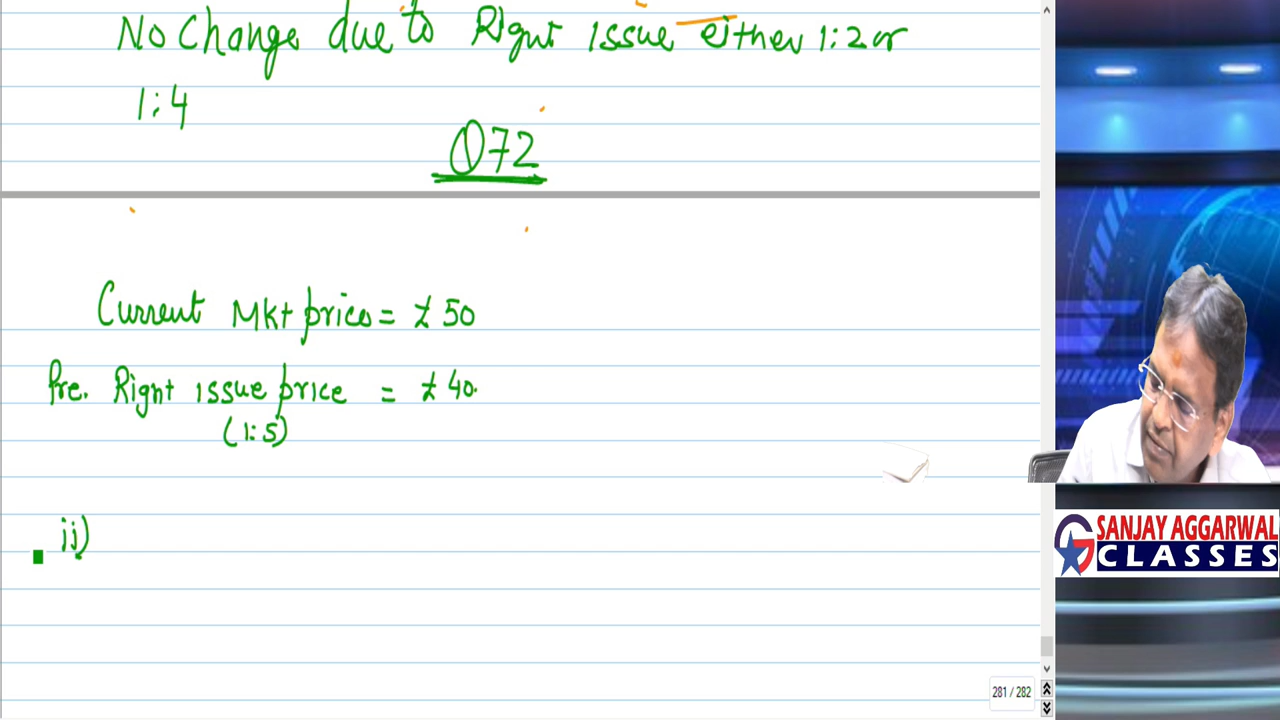 No Change due to Right issue either 1:2 or
1:4
Q72
Current Mkt price = ₹ 50
Pre. Right issue price = ₹ 40.
(1:5)
ii)
281 / 282
SANJAY AGGARWAL
CLASSES